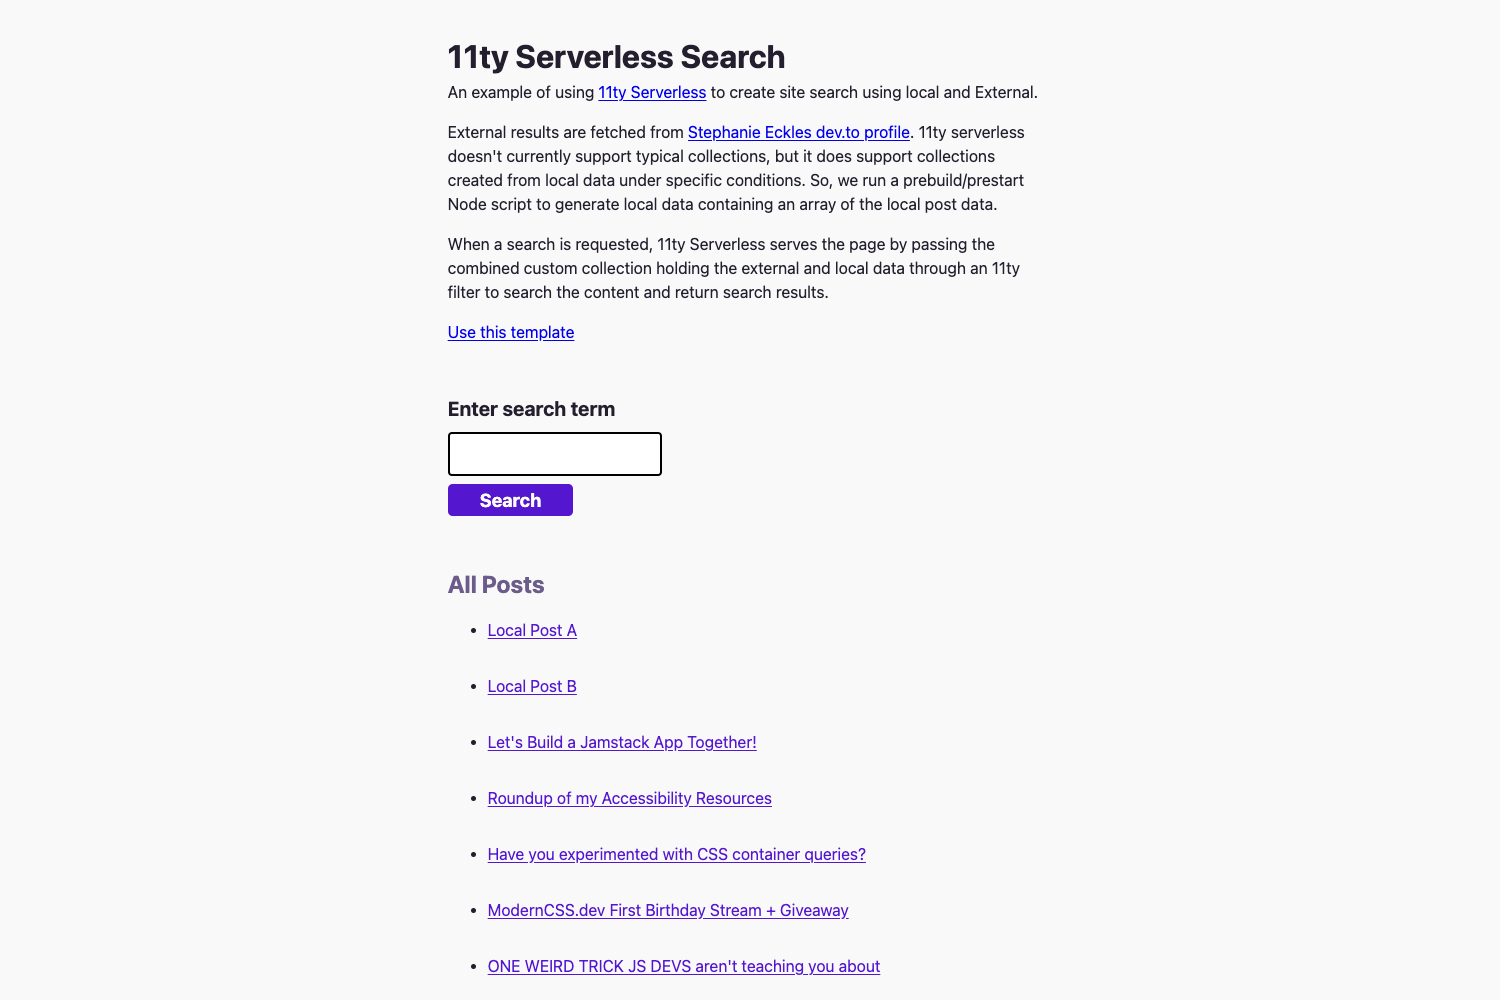 11ty Serverless Search
An example of using 11ty Serverless to create site search using local and External.
External results are fetched from Stephanie Eckles dev.to profile. 11ty serverless
doesn't currently support typical collections, but it does support collections
created from local data under specific conditions. So, we run a prebuild/prestart
Node script to generate local data containing an array of the local post data.
When a search is requested, 11ty Serverless serves the page by passing the
combined custom collection holding the external and local data through an 11ty
filter to search the content and return search results.
Use this template
Enter search term
Search
All Posts
Local Post A
Local Post B
Let's Build a Jamstack App Together!
Roundup of my Accessibility Resources
Have you experimented with CSS container queries?
ModernCSS.dev First Birthday Stream + Giveaway
ONE WEIRD TRICK JS DEVS aren't teaching you about